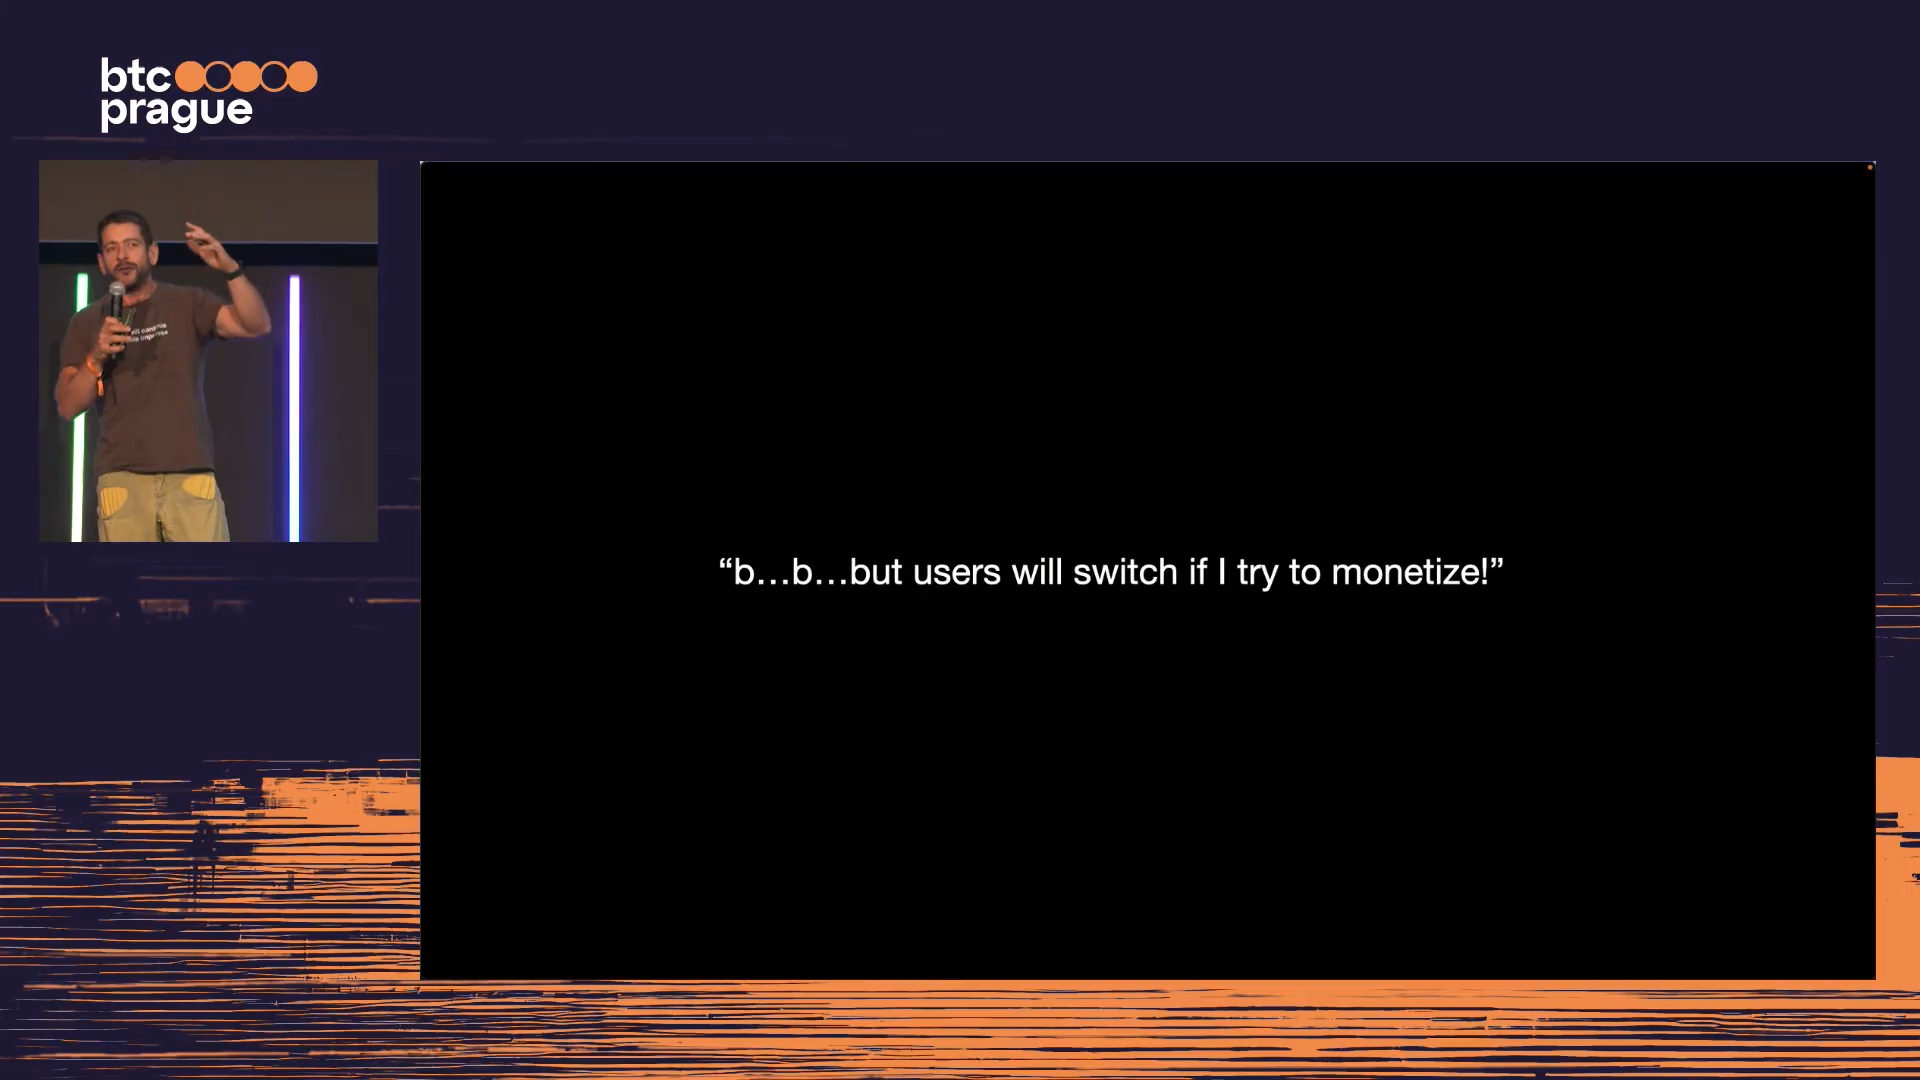 btc
prague
“b…b…but users will switch if I try to monetize!”